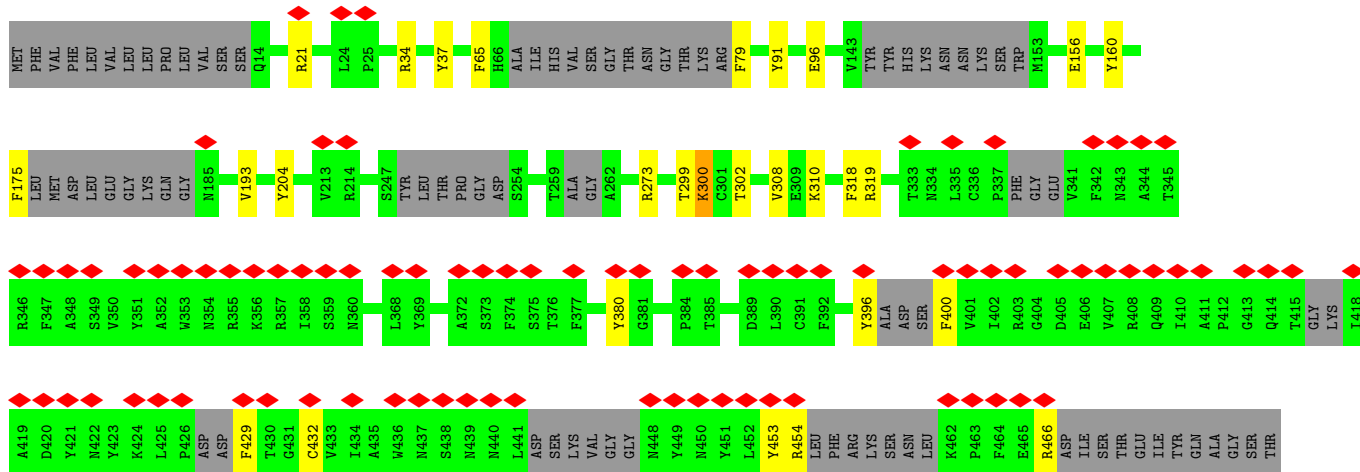 MET PHE VAL PHE LEU VAL LEU LEU PRO LEU VAL SER SER Q14 R21 L24 P25 R34 Y37 F65 H66 ALA ILE HIS VAL SER GLY THR ASN GLY THR LYS ARG F79 Y91 E96 V143 TYR TYR HIS LYS ASN ASN LYS SER TRP M153 E156 Y160
F175 LEU MET ASP LEU GLU GLY LYS GLN GLY N185 V193 Y204 V213 R214 S247 TYR LEU THR PRO GLY ASP S254 T259 ALA GLY A262 R273 T299 K300 C301 T302 V308 E309 K310 F318 R319 T333 N334 L335 C336 P337 PHE GLY GLU V341 F342 N343 A344 T345
R346 F347 A348 S349 V350 Y351 A352 W353 N354 R355 K356 R357 I358 S359 N360 L368 Y369 A372 S373 F374 S375 T376 F377 Y380 G381 P384 T385 D389 L390 C391 F392 Y396 ALA ASP SER F400 V401 I402 R403 G404 D405 E406 V407 R408 Q409 I410 A411 P412 G413 Q414 T415 GLY LYS I418
A419 D420 Y421 N422 Y423 K424 L425 P426 ASP ASP F429 T430 G431 C432 V433 I434 A435 W436 N437 S438 N439 N440 L441 ASP SER LYS VAL GLY GLY N448 Y449 N450 Y451 L452 Y453 R454 LEU PHE ARG LYS SER ASN LEU K462 P463 F464 E465 R466 ASP ILE SER THR GLU ILE TYR GLN ALA GLY SER THR